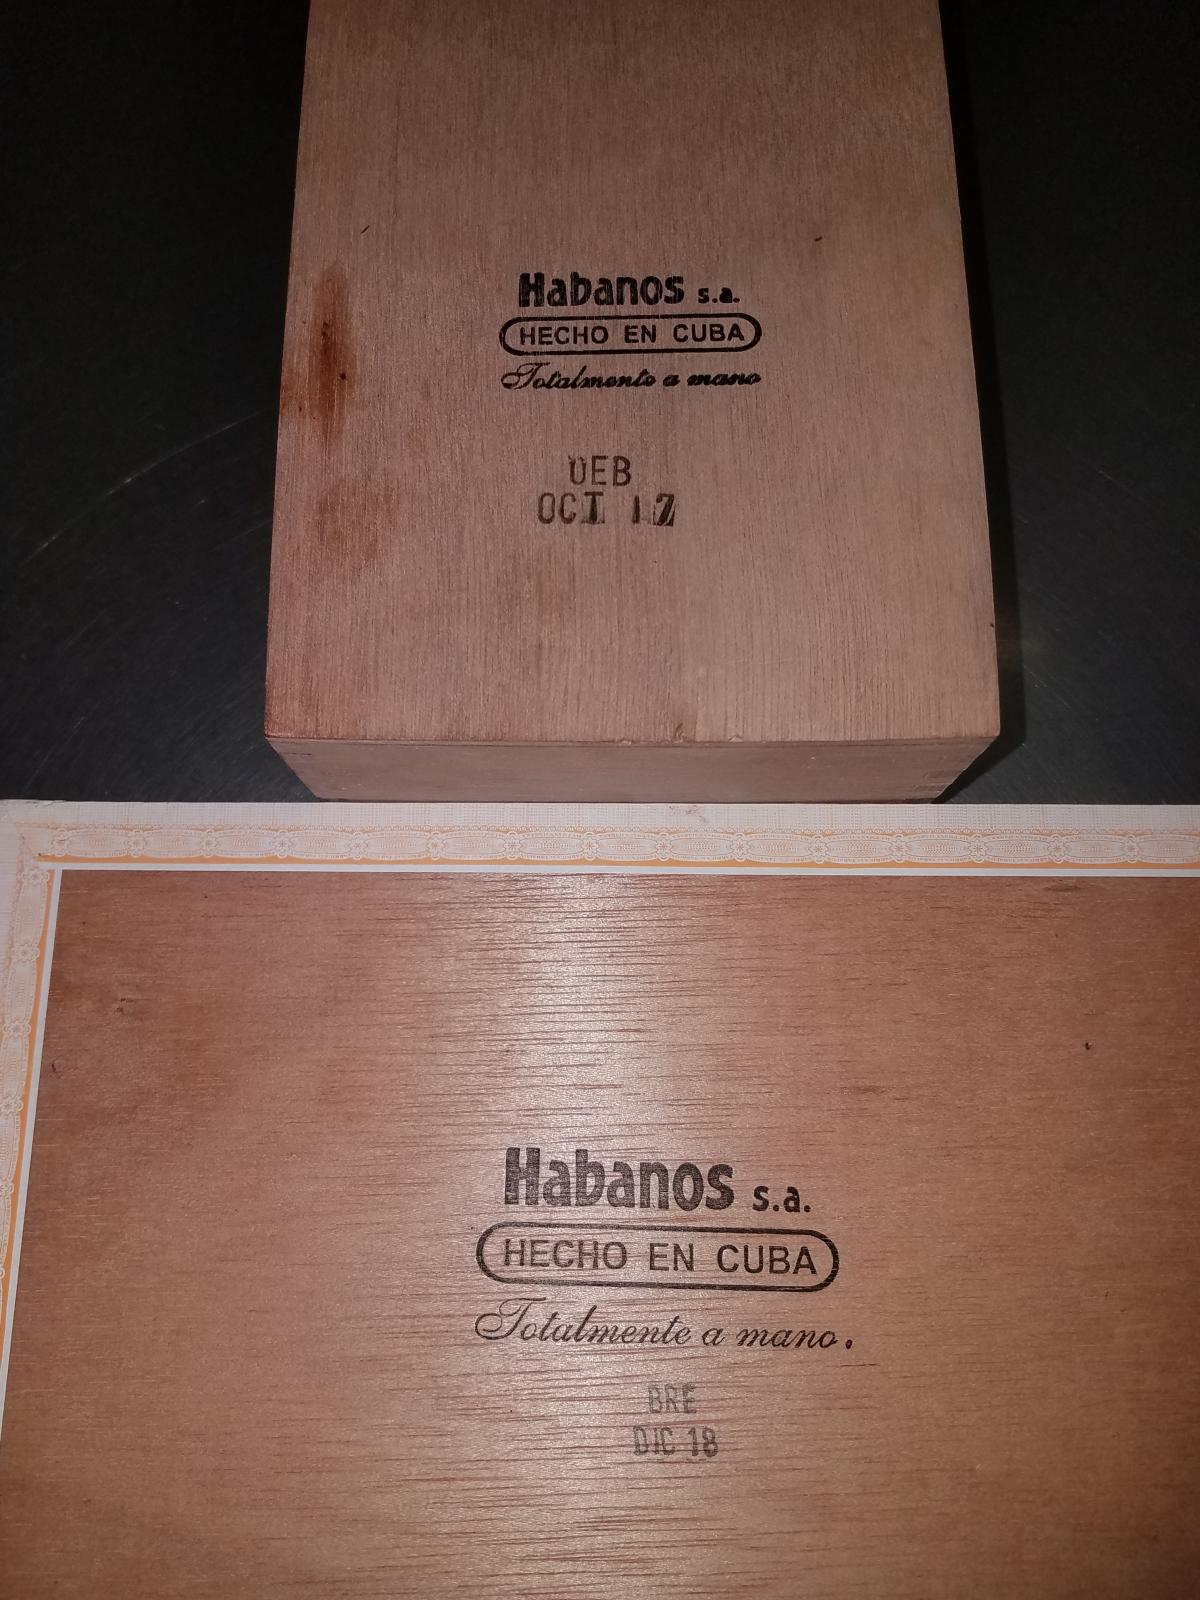 Habanos s.a.
HECHO EN CUBA
Totalmente a mano
UEB
OCT 17
Habanos s.a.
HECHO EN CUBA
Totalmente a mano.
BRE
DIC 18